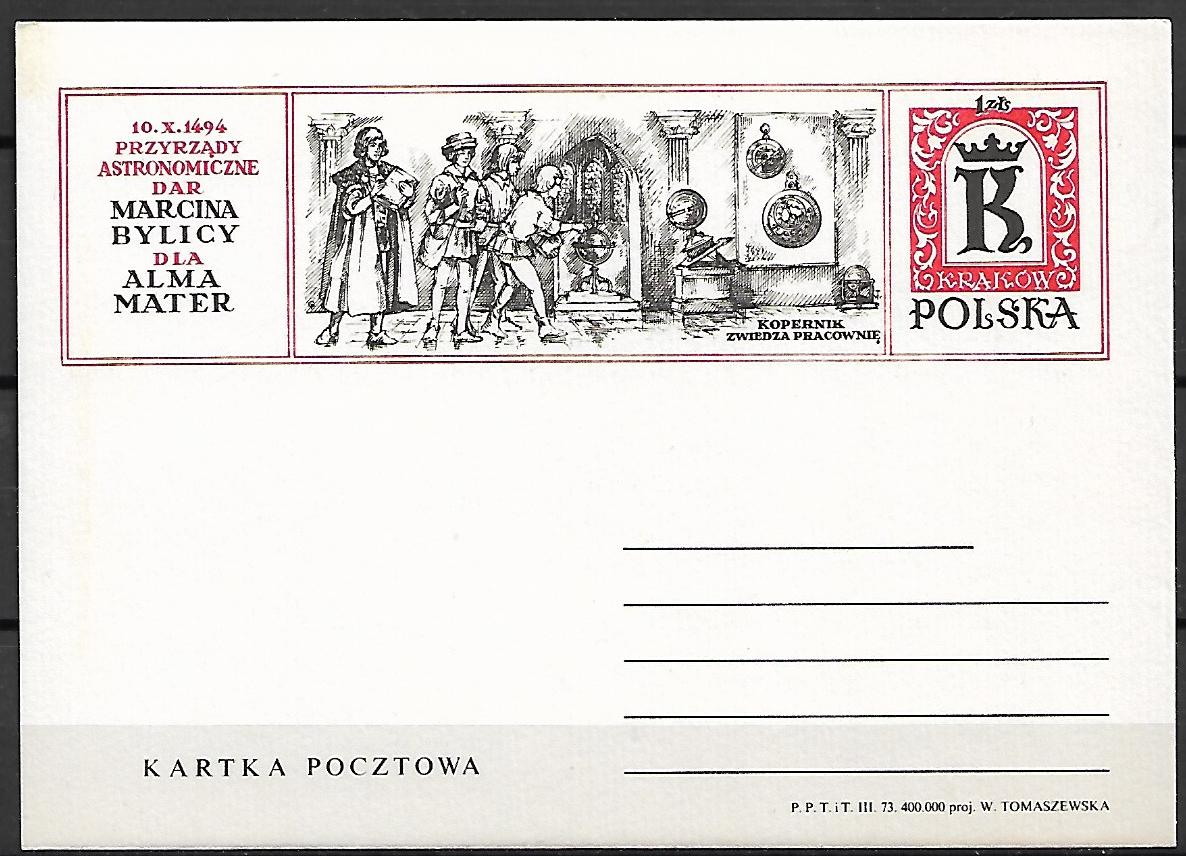 10.X.1494
PRZYRZĄDY
ASTRONOMICZNE
DAR
MARCINA
BYLICY
DLA
ALMA
MATER
KOPERNIK
ZWIEDZA PRACOWNIĘ
1 zł
K
KRAKÓW
POLSKA
KARTKA POCZTOWA
P. P. T. i T. III. 73. 400.000 proj. W. TOMASZEWSKA